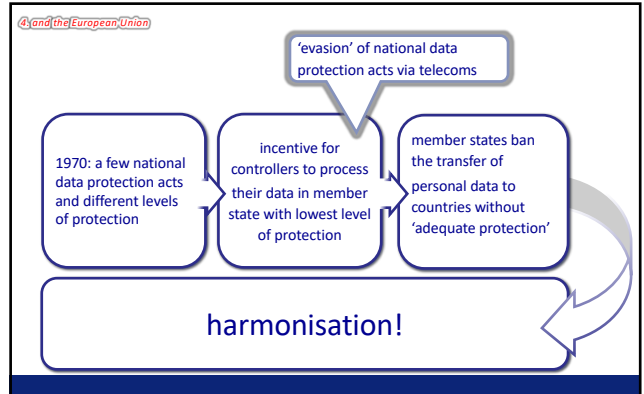 4. and the European Union
‘evasion’ of national data
protection acts via telecoms
1970: a few national
data protection acts
and different levels
of protection
incentive for
controllers to process
their data in member
state with lowest level
of protection
member states ban
the transfer of
personal data to
countries without
‘adequate protection’
harmonisation!